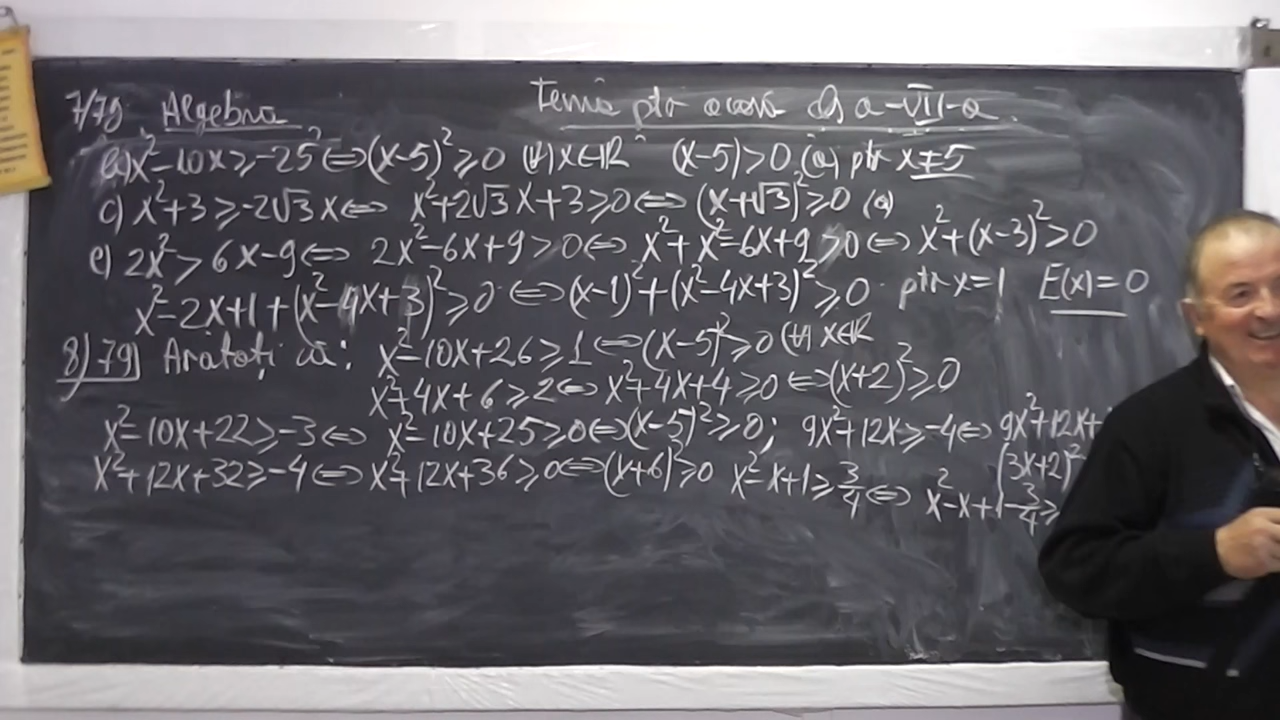 7/79 Algebra Temă ptr acasă Cls a-VII-a
a) x²-10x≥-25 ⇔ (x-5)²≥0 (∀) x∈ℝ (x-5)²>0 (a) ptr x≠5
c) x²+3≥-2√3x ⇔ x²+2√3x+3≥0 ⇔ (x+√3)²≥0 (a)
e) 2x²>6x-9 ⇔ 2x²-6x+9>0 ⇔ x²+x²-6x+9>0 ⇔ x²+(x-3)²>0
x²-2x+1+(x²-4x+3)²≥0 ⇔ (x-1)²+(x²-4x+3)²≥0 ptr x=1 E(x)=0
8)79) Arătați că: x²-10x+26≥1 ⇔ (x-5)²≥0 (∀) x∈ℝ
x²+4x+6≥2 ⇔ x²+4x+4≥0 ⇔ (x+2)²≥0
x²-10x+22≥-3 ⇔ x²-10x+25≥0 ⇔ (x-5)²≥0; 9x²+12x≥-4 ⇔ 9x²+12x+
(3x+2)²
x²+12x+32≥-4 ⇔ x²+12x+36≥0 ⇔ (x+6)²≥0 x²-x+1≥3/4 ⇔ x²-x+1-3/4≥